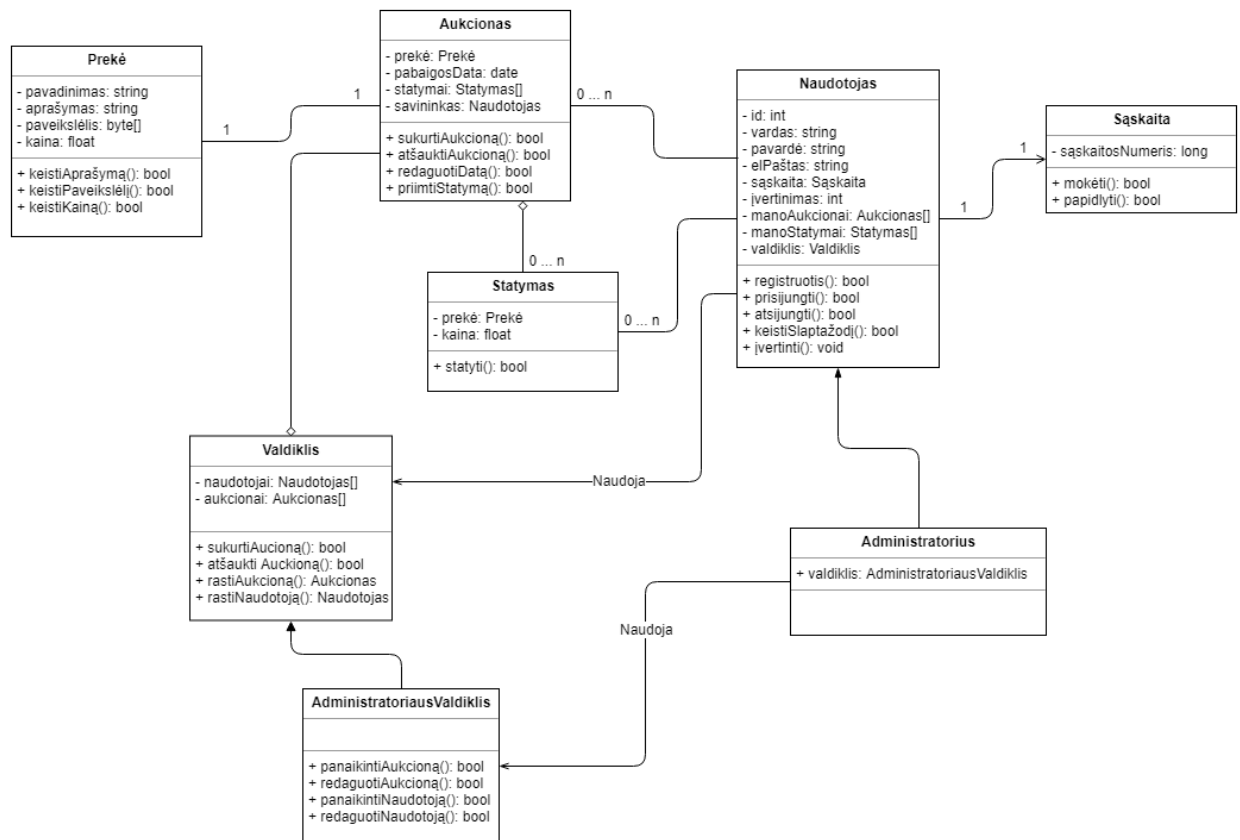 Prekė
- pavadinimas: string
- aprašymas: string
- paveikslėlis: byte[]
- kaina: float
+ keistiAprašymą(): bool
+ keistiPaveikslėlį(): bool
+ keistiKainą(): bool
1
1
Aukcionas
- prekė: Prekė
- pabaigosData: date
- statymai: Statymas[]
- savininkas: Naudotojas
+ sukurtiAukcioną(): bool
+ atšauktiAukcioną(): bool
+ redaguotiDatą(): bool
+ priimtiStatymą(): bool
0 ... n
0 ... n
Statymas
- prekė: Prekė
- kaina: float
+ statyti(): bool
0 ... n
Naudotojas
- id: int
- vardas: string
- pavardė: string
- elPaštas: string
- sąskaita: Sąskaita
- įvertinimas: int
- manoAukcionai: Aukcionas[]
- manoStatymai: Statymas[]
- valdiklis: Valdiklis
+ registruotis(): bool
+ prisijungti(): bool
+ atsijungti(): bool
+ keistiSlaptažodį(): bool
+ įvertinti(): void
1
1
Sąskaita
- sąskaitosNumeris: long
+ mokėti(): bool
+ papidlyti(): bool
Valdiklis
- naudotojai: Naudotojas[]
- aukcionai: Aukcionas[]
+ sukurtiAucioną(): bool
+ atšaukti Auckioną(): bool
+ rastiAukcioną(): Aukcionas
+ rastiNaudotoją(): Naudotojas
Naudoja
Administratorius
+ valdiklis: AdministratoriausValdiklis
Naudoja
AdministratoriausValdiklis
+ panaikintiAukcioną(): bool
+ redaguotiAukcioną(): bool
+ panaikintiNaudotoją(): bool
+ redaguotiNaudotoją(): bool